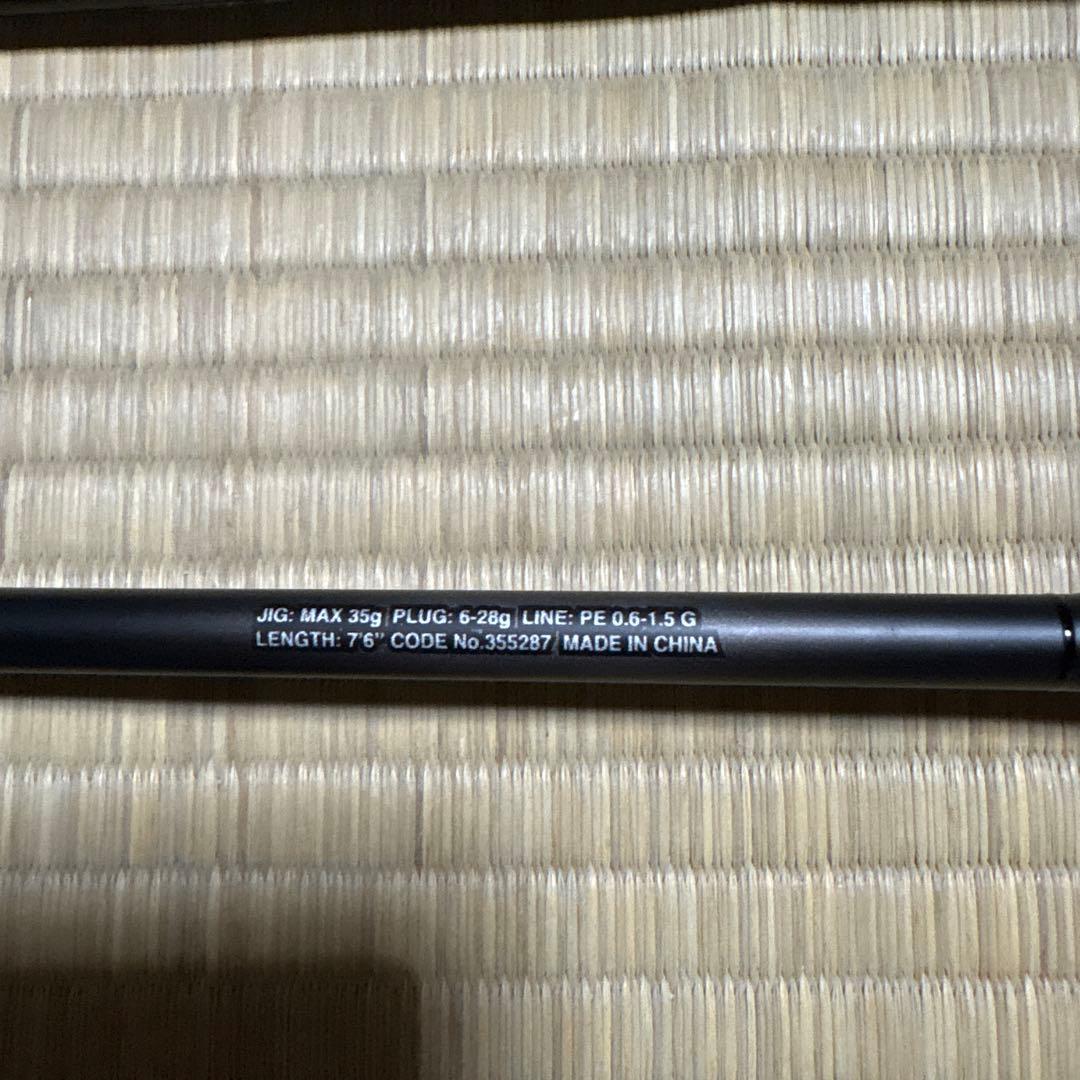 JIG: MAX 35g | PLUG: 6-28g | LINE: PE 0.6-1.5 G
LENGTH: 7'6" CODE No.355287 / MADE IN CHINA